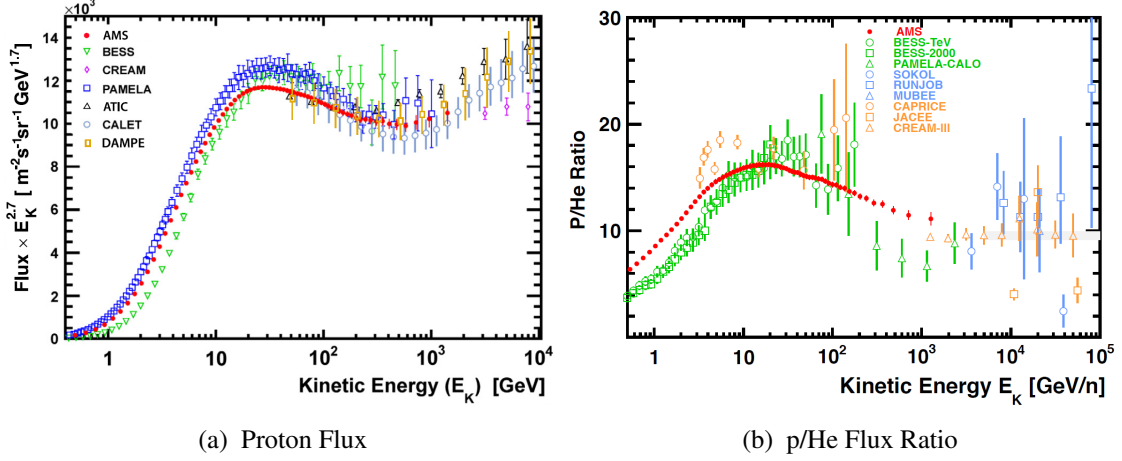 ×10³
Flux × E_K^2.7 [ m⁻²s⁻¹sr⁻¹GeV^1.7]
14
12
10
8
6
4
2
0
AMS
BESS
CREAM
PAMELA
ATIC
CALET
DAMPE
1 10 10² 10³ 10⁴
Kinetic Energy (E_K) [GeV]
(a) Proton Flux
P/He Ratio
30
20
10
0
AMS
BESS-TeV
BESS-2000
PAMELA-CALO
SOKOL
RUNJOB
MUBEE
CAPRICE
JACEE
CREAM-III
1 10 10² 10³ 10⁴ 10⁵
Kinetic Energy E_K [GeV/n]
(b) p/He Flux Ratio